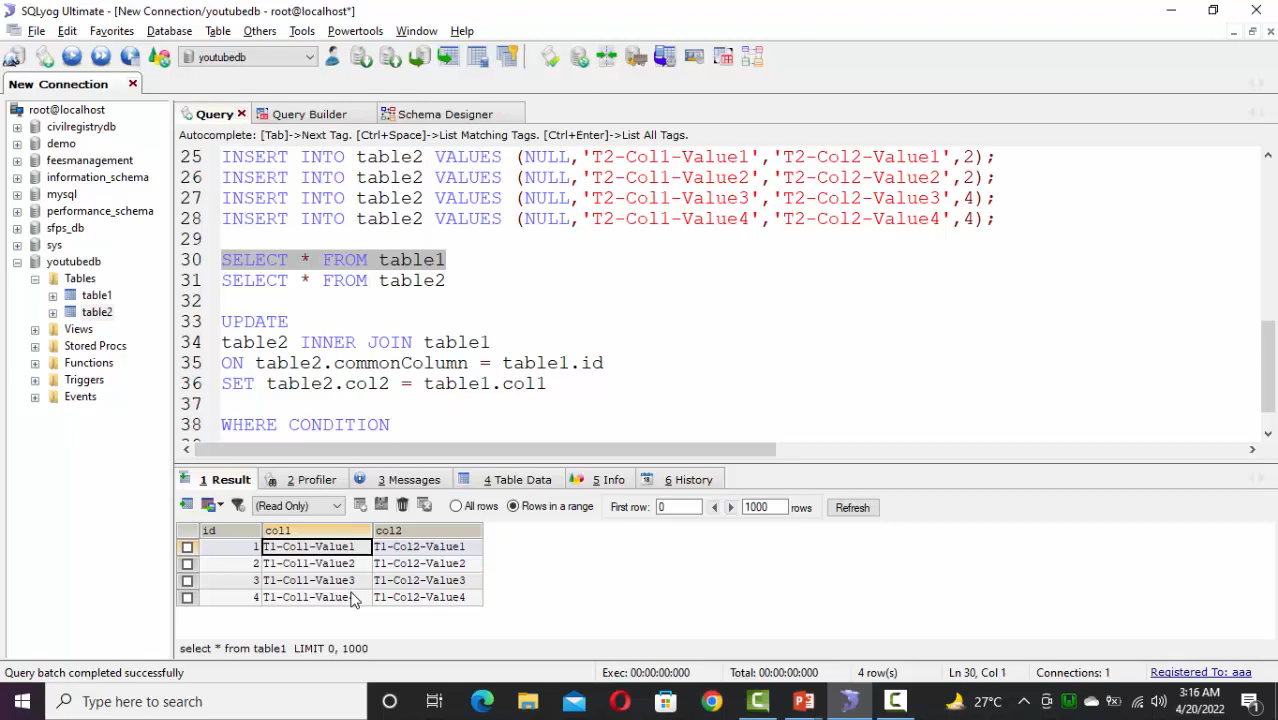 SQLyog Ultimate - [New Connection/youtubedb - root@localhost*]
File Edit Favorites Database Table Others Tools Powertools Window Help
youtubedb
New Connection
root@localhost
civilregistrydb
demo
feesmanagement
information_schema
mysql
performance_schema
sfps_db
sys
youtubedb
Tables
table1
table2
Views
Stored Procs
Functions
Triggers
Events
Query Query Builder Schema Designer
Autocomplete: [Tab]->Next Tag. [Ctrl+Space]->List Matching Tags. [Ctrl+Enter]->List All Tags.
25 INSERT INTO table2 VALUES (NULL,'T2-Col1-Value1','T2-Col2-Value1',2);
26 INSERT INTO table2 VALUES (NULL,'T2-Col1-Value2','T2-Col2-Value2',2);
27 INSERT INTO table2 VALUES (NULL,'T2-Col1-Value3','T2-Col2-Value3',4);
28 INSERT INTO table2 VALUES (NULL,'T2-Col1-Value4','T2-Col2-Value4',4);
29
30 SELECT * FROM table1
31 SELECT * FROM table2
32
33 UPDATE
34 table2 INNER JOIN table1
35 ON table2.commonColumn = table1.id
36 SET table2.col2 = table1.col1
37
38 WHERE CONDITION
1 Result 2 Profiler 3 Messages 4 Table Data 5 Info 6 History
(Read Only) All rows Rows in a range First row: 0 1000 rows Refresh
id col1 col2
1 T1-Col1-Value1 T1-Col2-Value1
2 T1-Col1-Value2 T1-Col2-Value2
3 T1-Col1-Value3 T1-Col2-Value3
4 T1-Col1-Value T1-Col2-Value4
select * from table1 LIMIT 0, 1000
Query batch completed successfully Exec: 00:00:00:000 Total: 00:00:00:000 4 row(s) Ln 30, Col 1 Connections: 1 Registered To: aaa
Type here to search 27°C 3:16 AM
4/20/2022 1